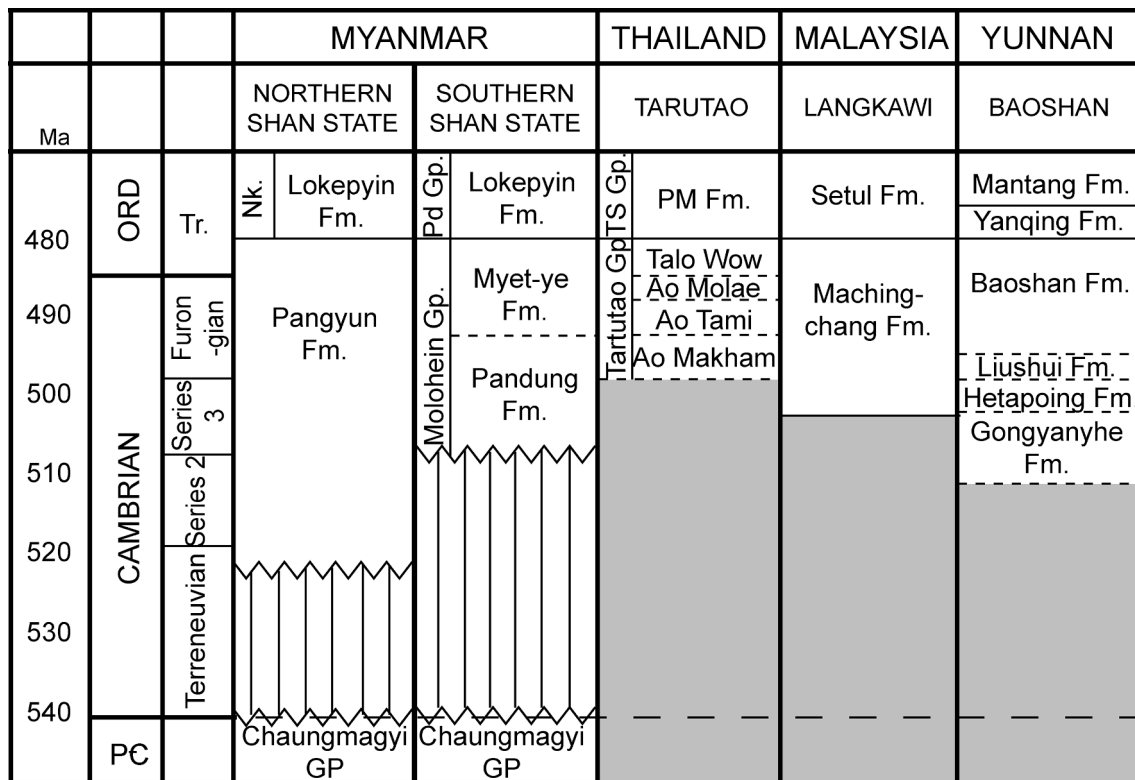 MYANMAR
THAILAND
MALAYSIA
YUNNAN
Ma
NORTHERN
SHAN STATE
SOUTHERN
SHAN STATE
TARUTAO
LANGKAWI
BAOSHAN
480
490
500
510
520
530
540
ORD
CAMBRIAN
P€
Tr.
Furon
-gian
Series
3
Series 2
Terreneuvian
Nk.
Lokepyin
Fm.
Pangyun
Fm.
Chaungmagyi
GP
Pd Gp.
Lokepyin
Fm.
Molohein Gp.
Myet-ye
Fm.
Pandung
Fm.
Chaungmagyi
GP
TS Gp.
PM Fm.
Tartutao Gp
Talo Wow
Ao Molae
Ao Tami
Ao Makham
Setul Fm.
Maching-
chang Fm.
Mantang Fm.
Yanqing Fm.
Baoshan Fm.
Liushui Fm.
Hetapoing Fm
Gongyanyhe
Fm.